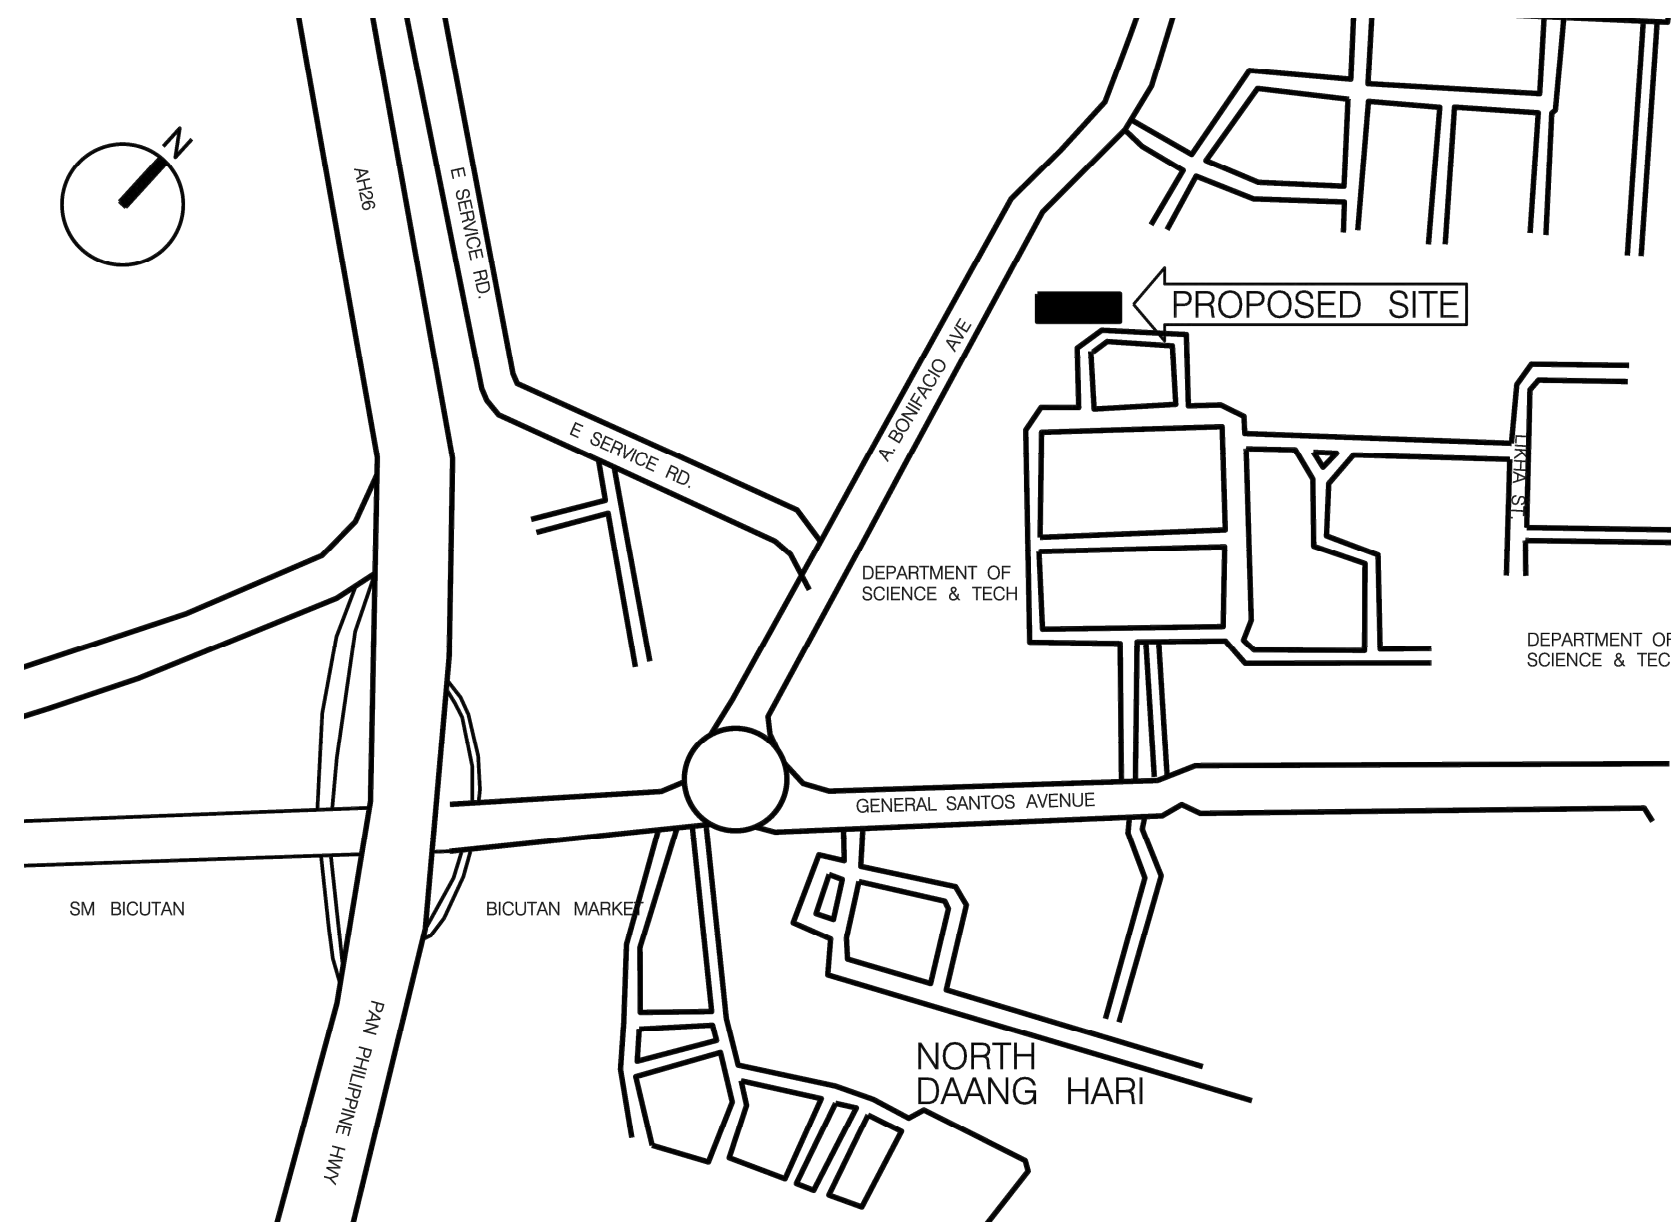 N
AH26
E SERVICE RD.
PROPOSED SITE
A. BONIFACIO AVE
E SERVICE RD.
LIKHA ST.
DEPARTMENT OF
SCIENCE & TECH
DEPARTMENT OF
SCIENCE & TEC
GENERAL SANTOS AVENUE
SM BICUTAN
BICUTAN MARKET
PAN PHILIPPINE HWY
NORTH
DAANG HARI